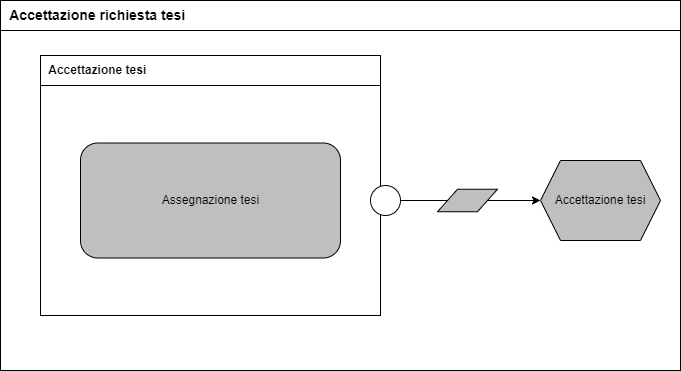 Accettazione richiesta tesi
Accettazione tesi
Assegnazione tesi
Accettazione tesi